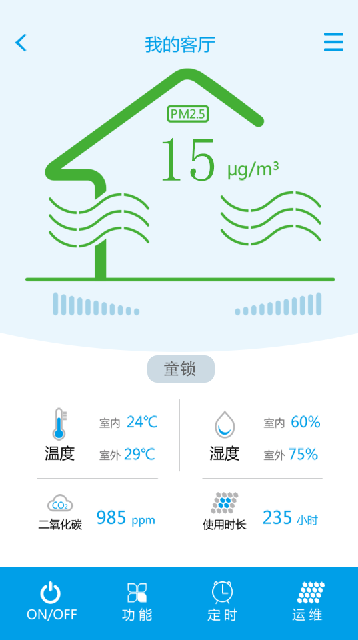 我的客厅
PM2.5
15 μg/m³
童锁
室内 24℃
温度 室外 29℃
室内 60%
湿度 室外 75%
CO₂
二氧化碳 985 ppm
使用时长 235 小时
ON/OFF 功能 定时 运维